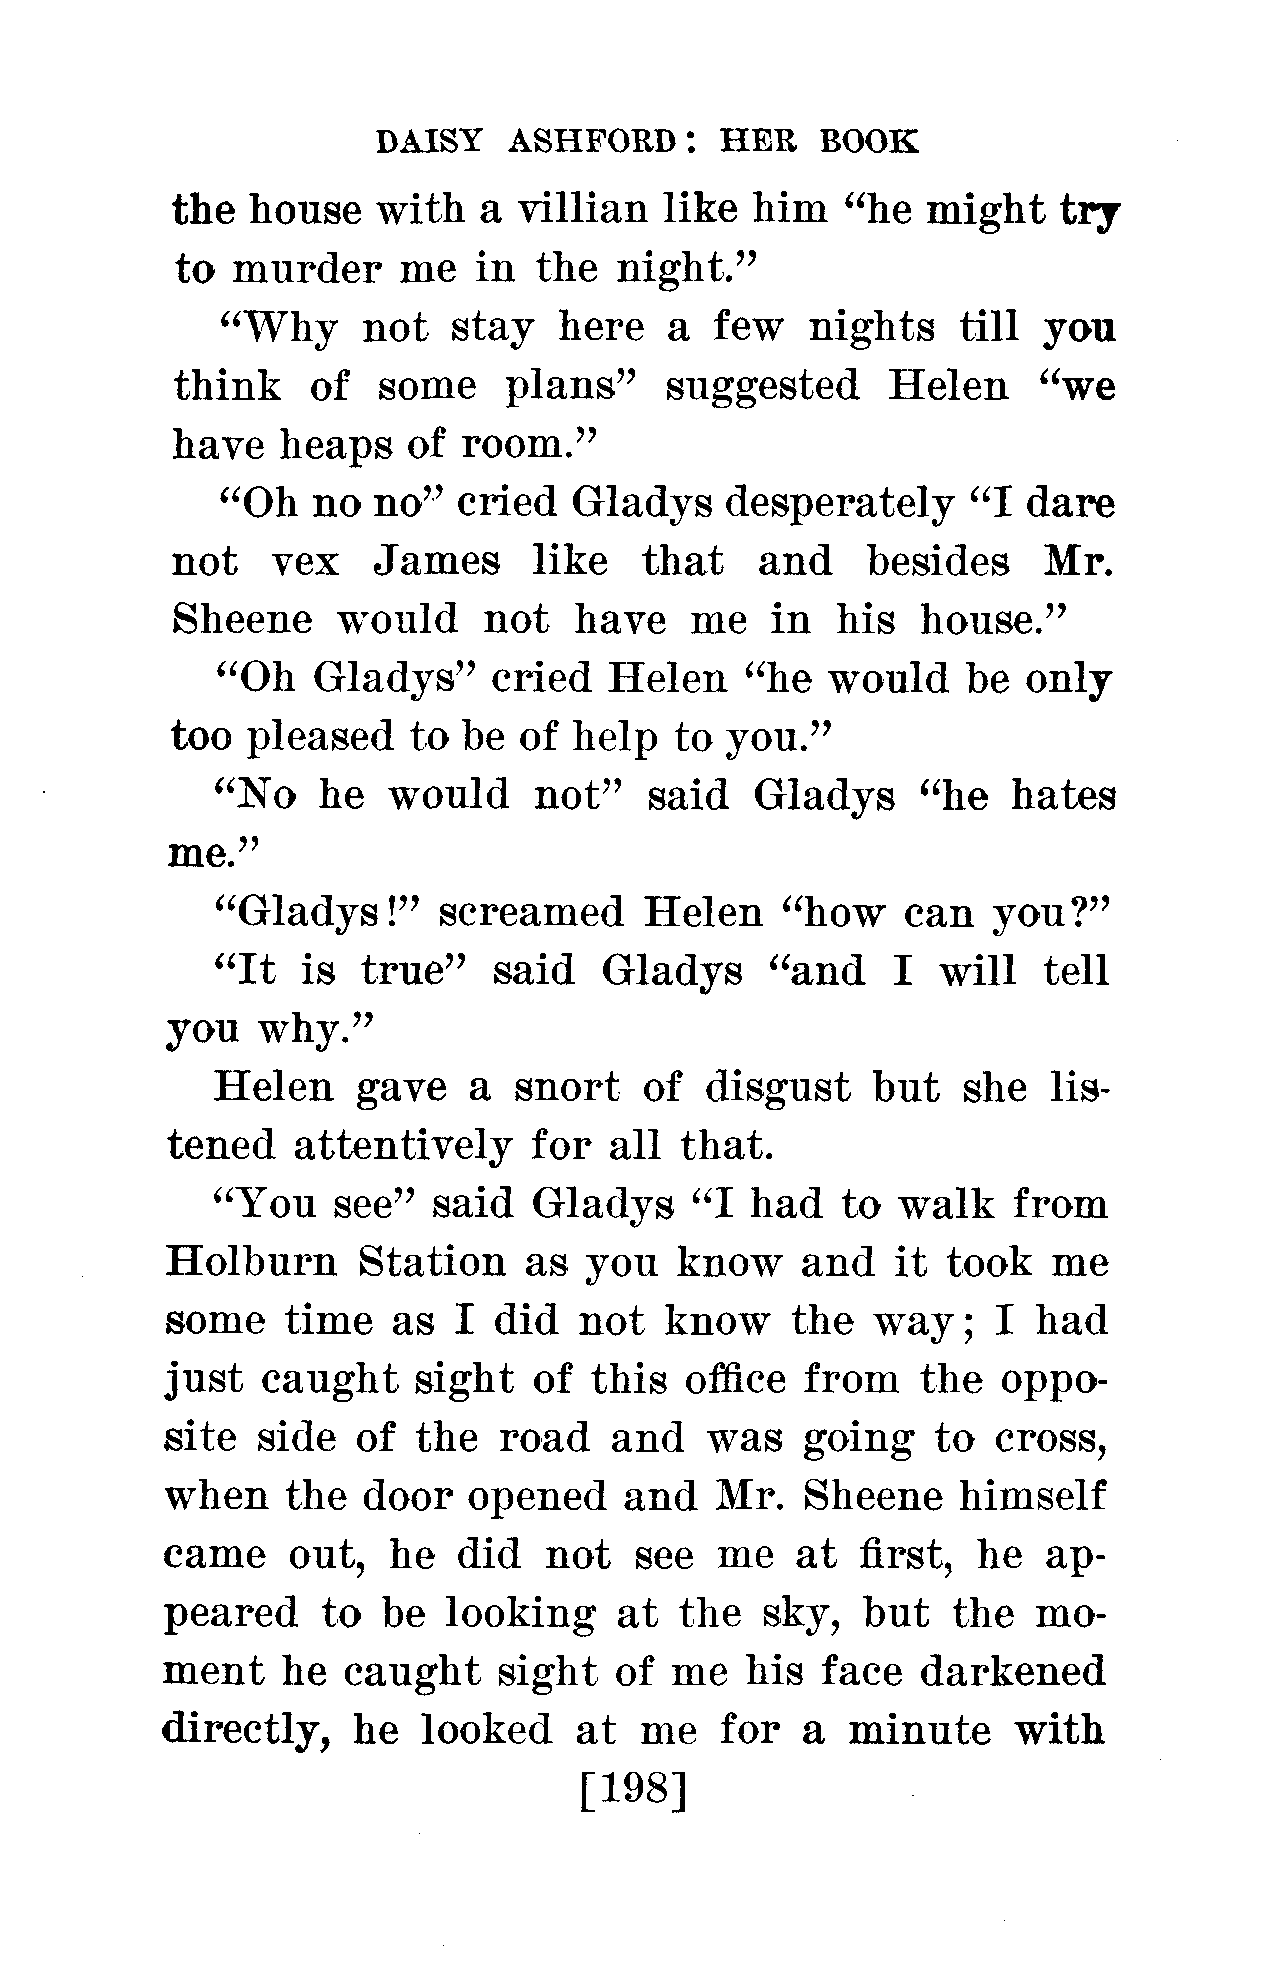 DAISY ASHFORD: HER BOOK
the house with a villian like him “he might try
to murder me in the night.”
“Why not stay here a few nights till you
think of some plans” suggested Helen “we
have heaps of room.”
“Oh no no” cried Gladys desperately “I dare
not vex James like that and besides Mr.
Sheene would not have me in his house.”
“Oh Gladys” cried Helen “he would be only
too pleased to be of help to you.”
“No he would not” said Gladys “he hates
me.”
“Gladys!” screamed Helen “how can you?”
“It is true” said Gladys “and I will tell
you why.”
Helen gave a snort of disgust but she lis-
tened attentively for all that.
“You see” said Gladys “I had to walk from
Holburn Station as you know and it took me
some time as I did not know the way; I had
just caught sight of this office from the oppo-
site side of the road and was going to cross,
when the door opened and Mr. Sheene himself
came out, he did not see me at first, he ap-
peared to be looking at the sky, but the mo-
ment he caught sight of me his face darkened
directly, he looked at me for a minute with
[198]